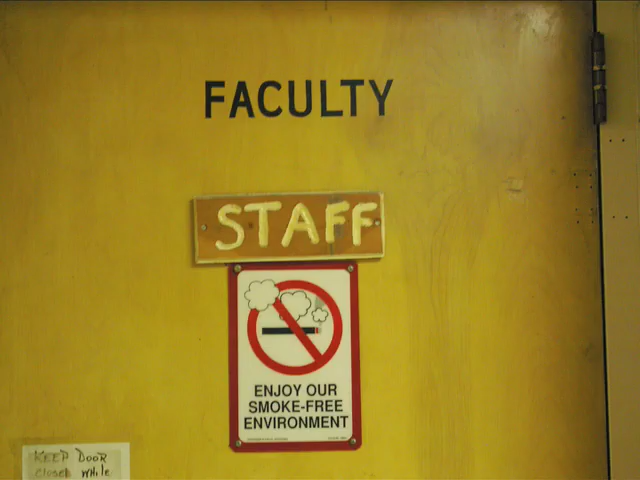 FACULTY
STAFF
ENJOY OUR
SMOKE-FREE
ENVIRONMENT
KEEP DOOR
closed while